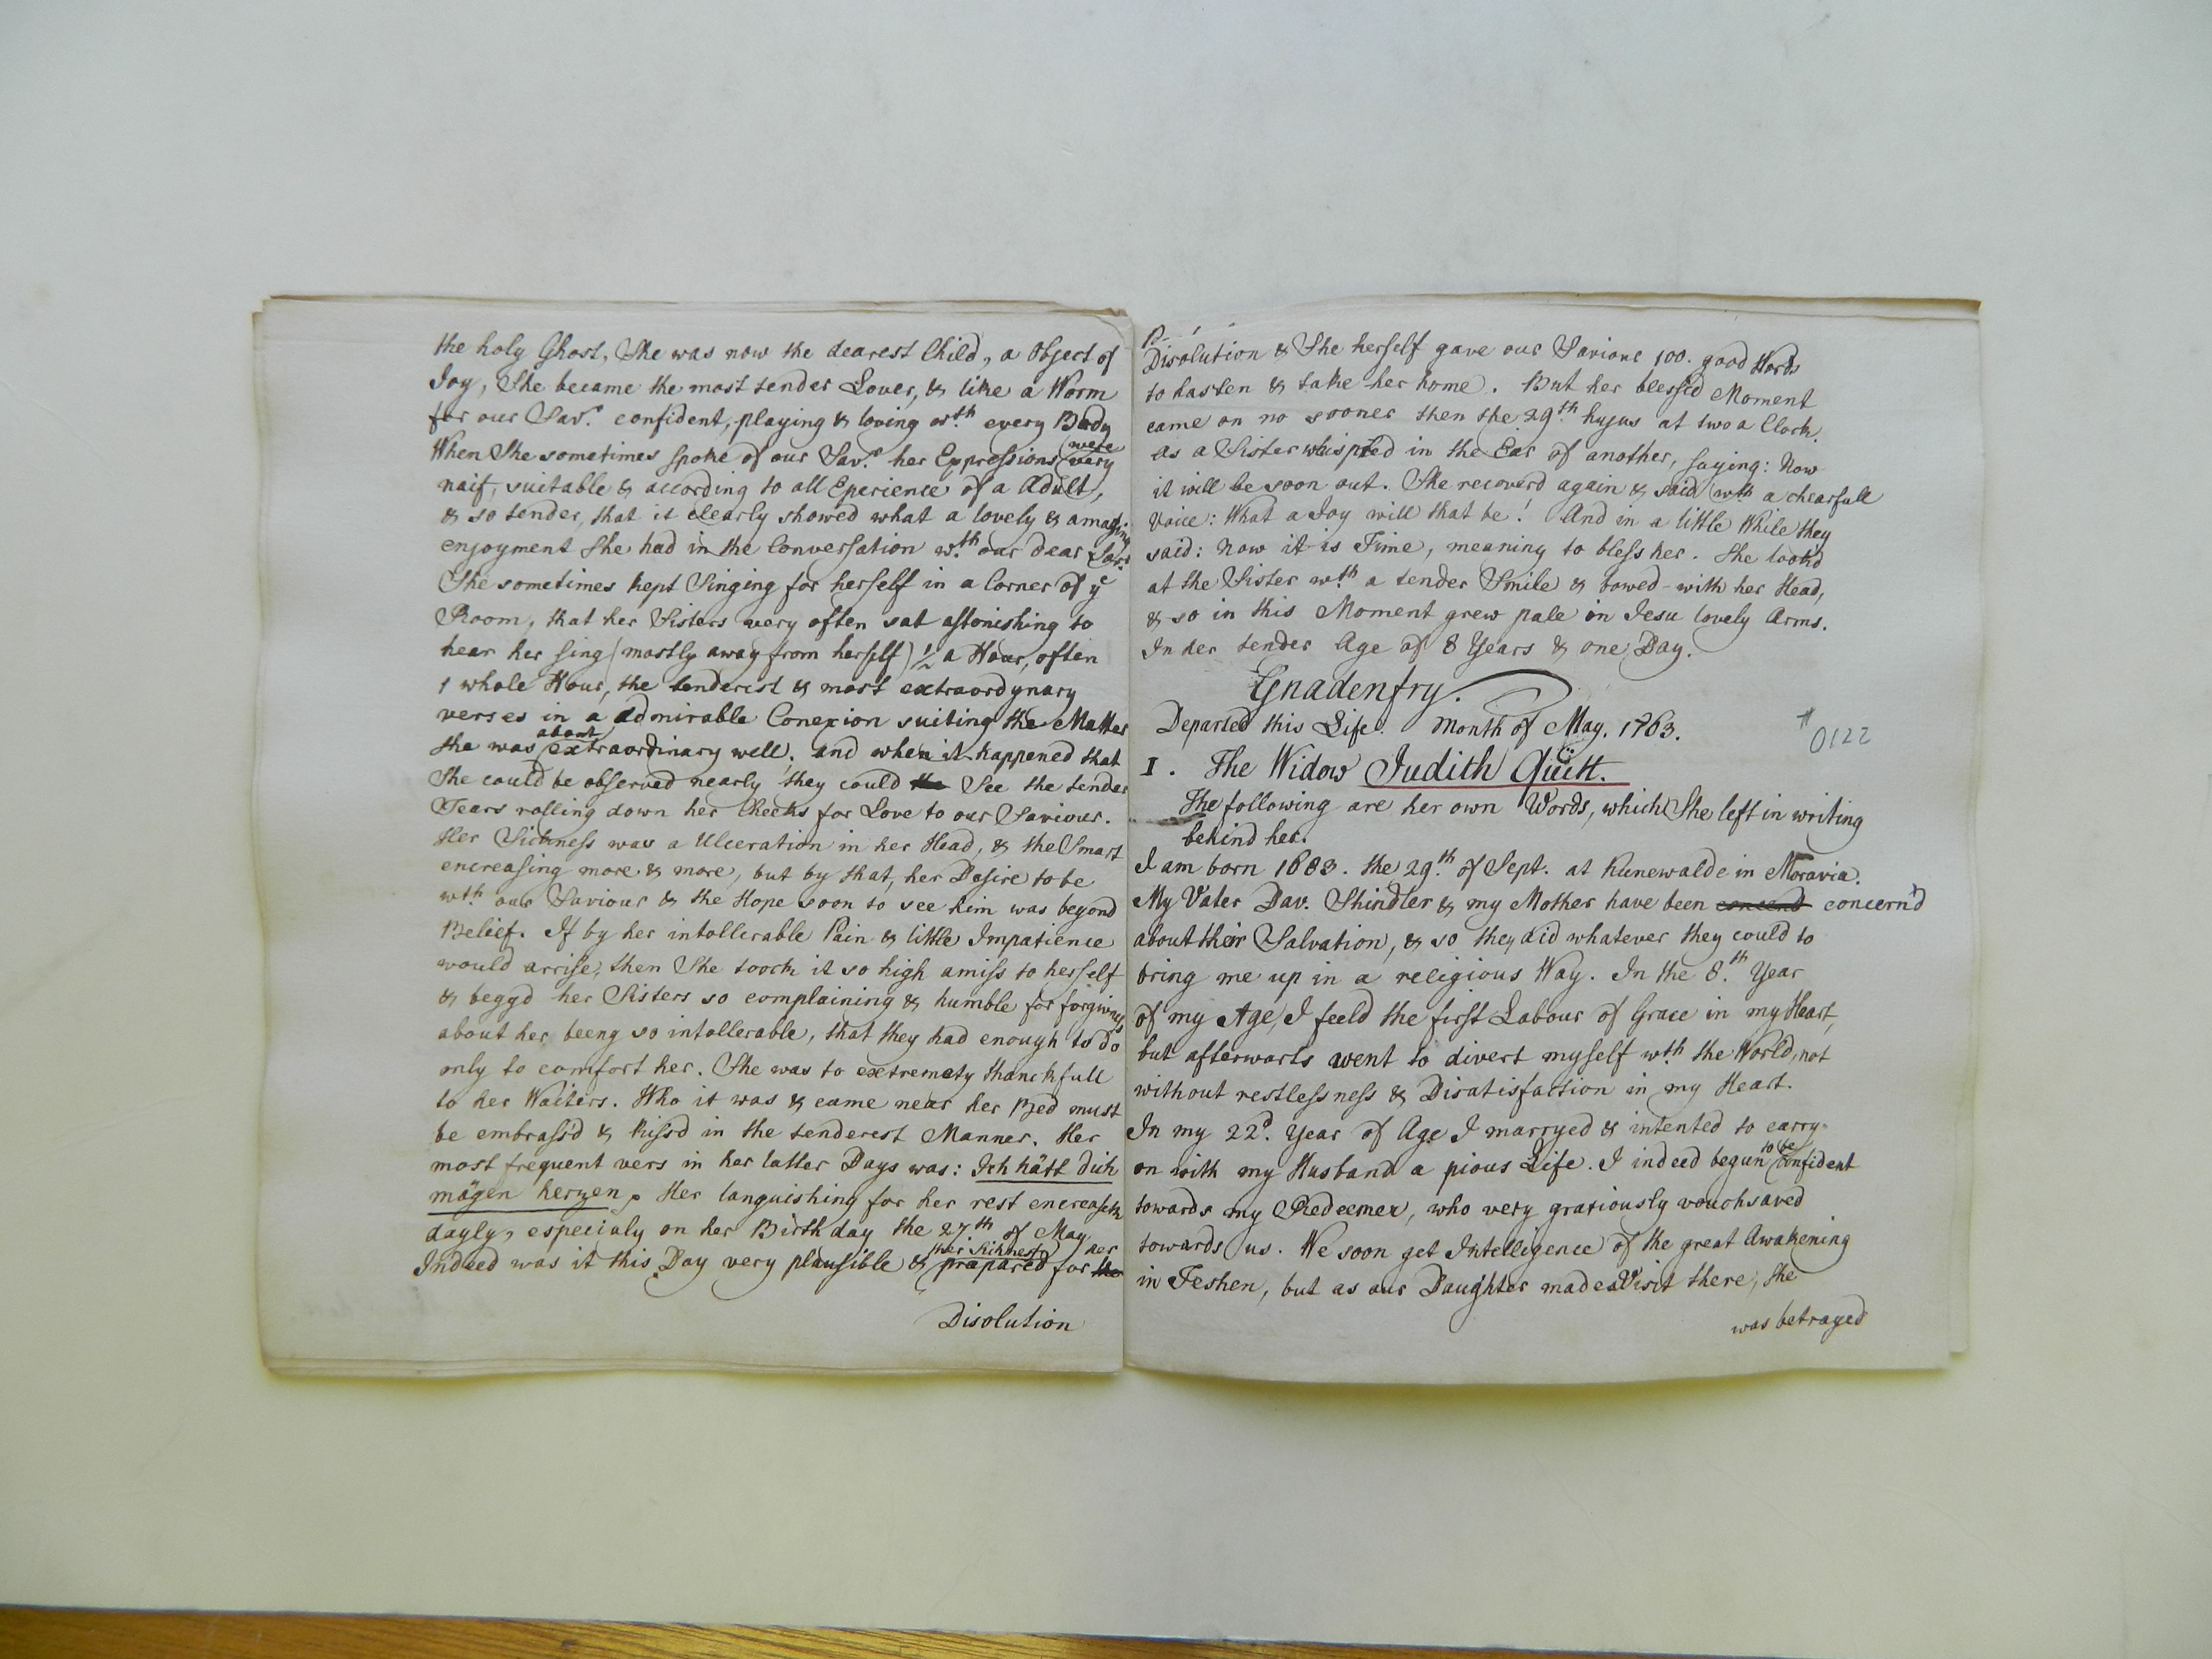 the holy Ghost, She was now the dearest Child, a Object of
Joy, She became the most tender Lover, & like a Worm
for our Sav.r confident, playing & loving w.th every Body
were
When She sometimes spoke of our Sav.r her Expressions very
naif, suitable & according to all Eperience of a Adult,
& so tender, that it clearly showed what a lovely & amazing
enjoyment She had in the Conversation w.th our dear Sav.r
She sometimes kept Singing for herself in a Corner of ye
Room, that her Sisters very often sat astonishing to
hear her sing (mostly away from herself) 1/2 a Hour, often
1 whole Hour, the tenderest & most extraordynary
verses in a admirable Conexion suiting the Matter
about
she was extraordinary well. and when it happened that
She could be observed nearly they could the See the tender
Tears rolling down her Cheeks for Love to our Saviour.
Her Sickness was a Ulceration in her Head, & the Smart
encreasing more & more, but by that, her Desire to be
wth our Saviour & the Hope soon to see him was beyond
Belief. If by her intollerable Pain & little Impatience
would arrise, then She toock it so high amiss to herself
& beggd her Sisters so complaining & humble for forgivness
about her beeng so intollerable, that they had enough to do
only to comfort her. She was to extremety thanckfull
to her Waiters. Who it was & came near her Bed must
be embrass'd & kiss'd in the tenderest Manner. Her
most frequent vers in her latter Days was: Ich hätt dich
mögen herzen. Her languishing for her rest encreaseth
dayly, especialy on her Birth day the 27th of May
her Sickness her
Indeed was it this Day very plausible & prepared for the
Disolution
Disolution & She herself gave our Saviour 100. good Words
to hasten & take her home. But her blessed Moment
came on no sooner then the 29th hujus at two a Clock.
As a Sister whispred in the Ear of another, saying: Now
it will be soon out. She recoverd again & said wth a chearfull
Voice: What a Joy will that be! And in a little While they
said: now it is Time, meaning to bless her. She lookd
at the Sister wth a tender Smile & bowed with her Head,
& so in this Moment grew pale in Jesu lovely Arms.
In her tender Age of 8 Years & one Day.
Gnadenfry.
Departed this Life. Month of May. 1763.
# 0122
I. The Widow Judith Quitt.
The following are her own Words, which She left in writing
behind her.
I am born 1683. the 29th of Sept. at Kunewalde in Moravia.
My Vater Dav. Shindler & my Mother have been concend concern'd
about their Salvation, & so they did whatever they could to
bring me up in a religious Way. In the 8th Year
of my Age, I feeld the first Labour of Grace in my Heart,
but afterwarts went to divert myself wth the World, not
without restlessness & Disatisfaction in my Heart.
In my 22d. Year of Age I marryed & intented to carry
to be
on with my Husband a pious Life. I indeed begun confident
towards my Redeemer, who very gratiously vouchsaved
towards us. We soon get Intelligence of the great Awakening
in Teshen, but as our Daughter made a Visit there, she
was betrayed